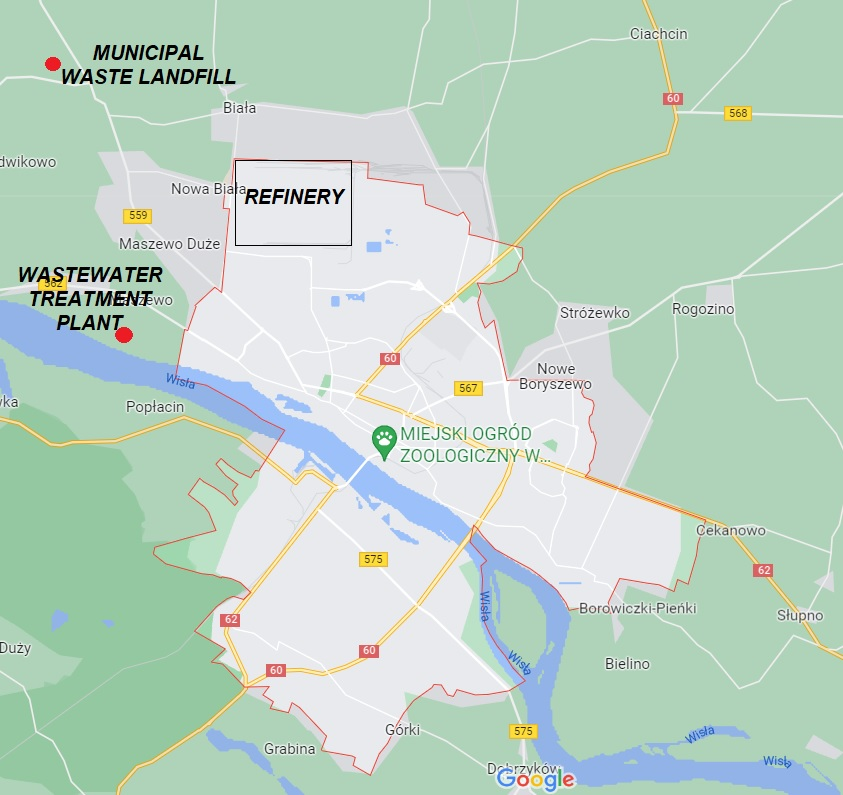 Ciachcin
MUNICIPAL
WASTE LANDFILL
60
568
Biała
dwikowo
Nowa Biała
REFINERY
559
Maszewo Duże
WASTEWATER
562
TREATMENT
PLANT
Stróżewko
Rogozino
60
Nowe
Boryszewo
567
Wisła
wka
Popłacin
MIEJSKI OGRÓD
ZOOLOGICZNY W...
Cekanowo
575
62
Wisła
Borowiczki-Pieńki
Słupno
62
Duży
60
60
Wisła
Bielino
Górki
575
Wisła
Grabina
Wisła
Google